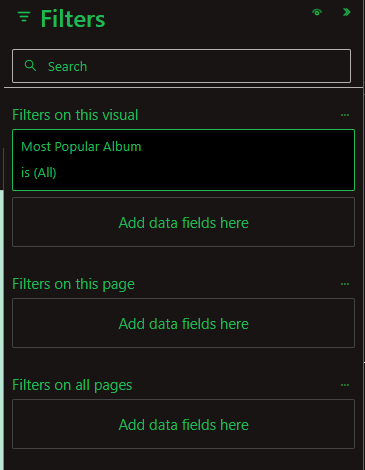 Filters
Search
Filters on this visual
Most Popular Album
is (All)
Add data fields here
Filters on this page
Add data fields here
Filters on all pages
Add data fields here